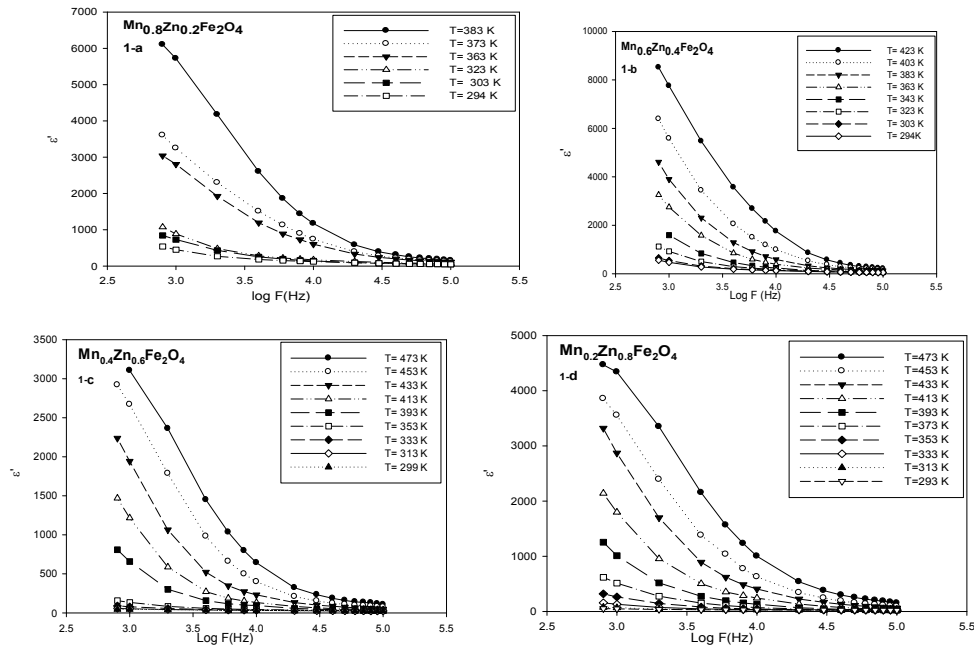 Mn0.8Zn0.2Fe2O4
1-a
T=383 K
T= 373 K
T= 363 K
T= 323 K
T= 303 K
T= 294 K
7000
6000
5000
4000
3000
2000
1000
0
ε'
2.5 3.0 3.5 4.0 4.5 5.0 5.5
log F(Hz)
Mn0.6Zn0.4Fe2O4
1-b
T= 423 K
T= 403 K
T= 383 K
T= 363 K
T= 343 K
T= 323 K
T= 303 K
T= 294K
10000
8000
6000
4000
2000
0
ε'
2.5 3.0 3.5 4.0 4.5 5.0 5.5
Log F(Hz)
Mn0.4Zn0.6Fe2O4
1-c
T= 473 K
T= 453 K
T= 433 K
T= 413 K
T= 393 K
T= 353 K
T= 333 K
T= 313 K
T= 299 K
3500
3000
2500
2000
1500
1000
500
0
ε'
2.5 3.0 3.5 4.0 4.5 5.0 5.5
Log F(Hz)
Mn0.2Zn0.8Fe2O4
1-d
T=473 K
T=453 K
T=433 K
T=413 K
T=393 K
T=373 K
T=353 K
T=333 K
T=313 K
T=293 K
5000
4000
3000
2000
1000
0
ε'
2.5 3.0 3.5 4.0 4.5 5.0 5.5
Log F(Hz)